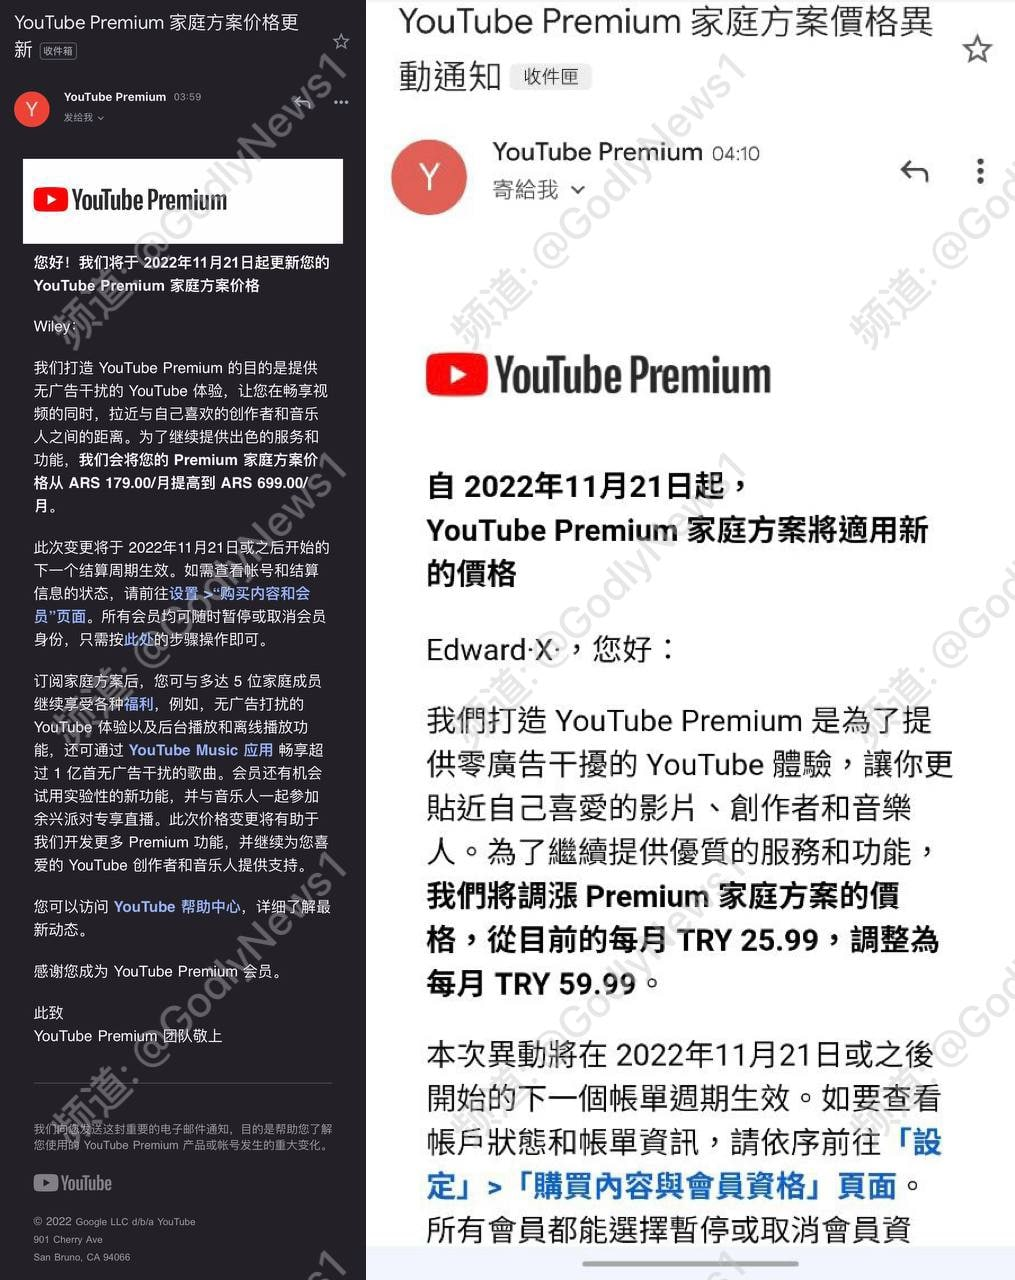 YouTube Premium 家庭方案价格更
新 收件箱
Y
YouTube Premium 03:59
发给我
YouTube Premium
您好！我们将于 2022年11月21日起更新您的
YouTube Premium 家庭方案价格
Wiley：
我们打造 YouTube Premium 的目的是提供
无广告干扰的 YouTube 体验，让您在畅享视
频的同时，拉近与自己喜欢的创作者和音乐
人之间的距离。为了继续提供出色的服务和
功能，我们会将您的 Premium 家庭方案价
格从 ARS 179.00/月提高到 ARS 699.00/
月。
此次变更将于 2022年11月21日或之后开始的
下一个结算周期生效。如需查看帐号和结算
信息的状态，请前往设置 >“购买内容和会
员”页面。所有会员均可随时暂停或取消会员
身份，只需按此处的步骤操作即可。
订阅家庭方案后，您可与多达 5 位家庭成员
继续享受各种福利，例如，无广告打扰的
YouTube 体验以及后台播放和离线播放功
能，还可通过 YouTube Music 应用 畅享超
过 1 亿首无广告干扰的歌曲。会员还有机会
试用实验性的新功能，并与音乐人一起参加
余兴派对专享直播。此次价格变更将有助于
我们开发更多 Premium 功能，并继续为您喜
爱的 YouTube 创作者和音乐人提供支持。
您可以访问 YouTube 帮助中心，详细了解最
新动态。
感谢您成为 YouTube Premium 会员。
此致
YouTube Premium 团队敬上
我们向您发送这封重要的电子邮件通知，目的是帮助您了解
您使用的 YouTube Premium 产品或帐号发生的重大变化。
YouTube
© 2022 Google LLC d/b/a YouTube
901 Cherry Ave
San Bruno, CA 94066
YouTube Premium 家庭方案價格異
動通知 收件匣
Y
YouTube Premium 04:10
寄給我
YouTube Premium
自 2022年11月21日起，
YouTube Premium 家庭方案將適用新
的價格
Edward·X·，您好：
我們打造 YouTube Premium 是為了提
供零廣告干擾的 YouTube 體驗，讓你更
貼近自己喜愛的影片、創作者和音樂
人。為了繼續提供優質的服務和功能，
我們將調漲 Premium 家庭方案的價
格，從目前的每月 TRY 25.99，調整為
每月 TRY 59.99。
本次異動將在 2022年11月21日或之後
開始的下一個帳單週期生效。如要查看
帳戶狀態和帳單資訊，請依序前往「設
定」>「購買內容與會員資格」頁面。
所有會員都能選擇暫停或取消會員資
频道: @GodlyNews1
频道: @GodlyNews1
频道: @GodlyNews1
频道: @GodlyNews1
频道: @GodlyNews1
频道: @GodlyNews1